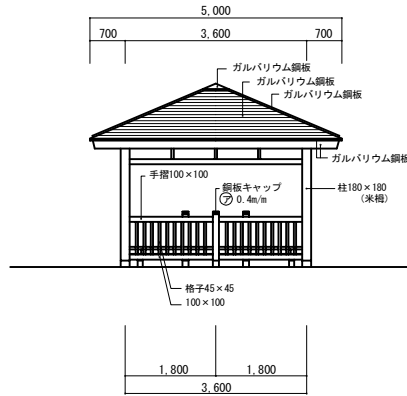 5,000
700
3,600
700
ガルバリウム鋼板
ガルバリウム鋼板
ガルバリウム鋼板
ガルバリウム鋼板
手摺100×100
銅板キャップ
㋐ 0.4m/m
柱180×180
(米栂)
格子45×45
100×100
1,800
1,800
3,600